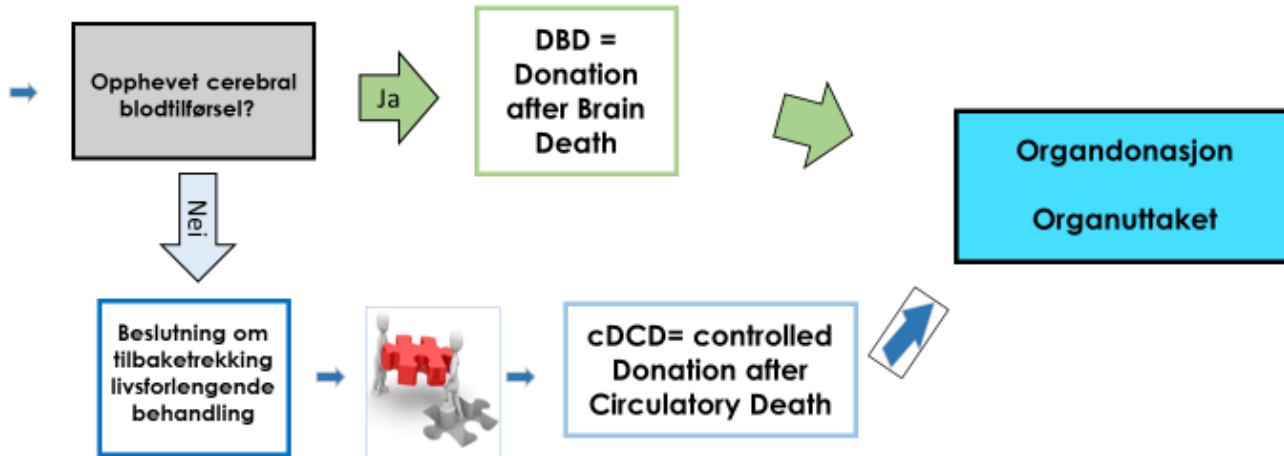 Opphevet cerebral
blodtilførsel?
Ja
DBD =
Donation
after Brain
Death
Organdonasjon
Organuttaket
Nei
Beslutning om
tilbaketrekking
livsforlengende
behandling
cDCD= controlled
Donation after
Circulatory Death